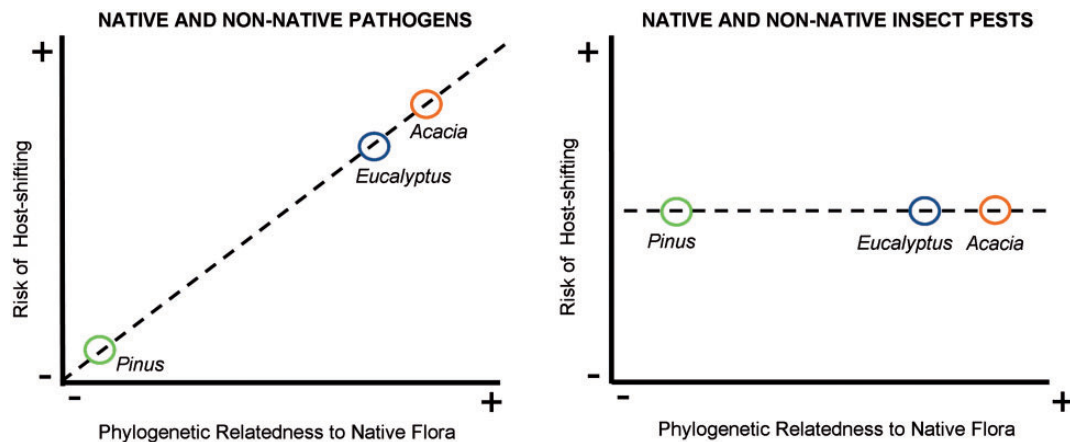 NATIVE AND NON-NATIVE PATHOGENS
+
Risk of Host-shifting
Acacia
Eucalyptus
Pinus
-
-
+
Phylogenetic Relatedness to Native Flora
NATIVE AND NON-NATIVE INSECT PESTS
+
Risk of Host-shifting
Pinus
Eucalyptus
Acacia
-
-
+
Phylogenetic Relatedness to Native Flora